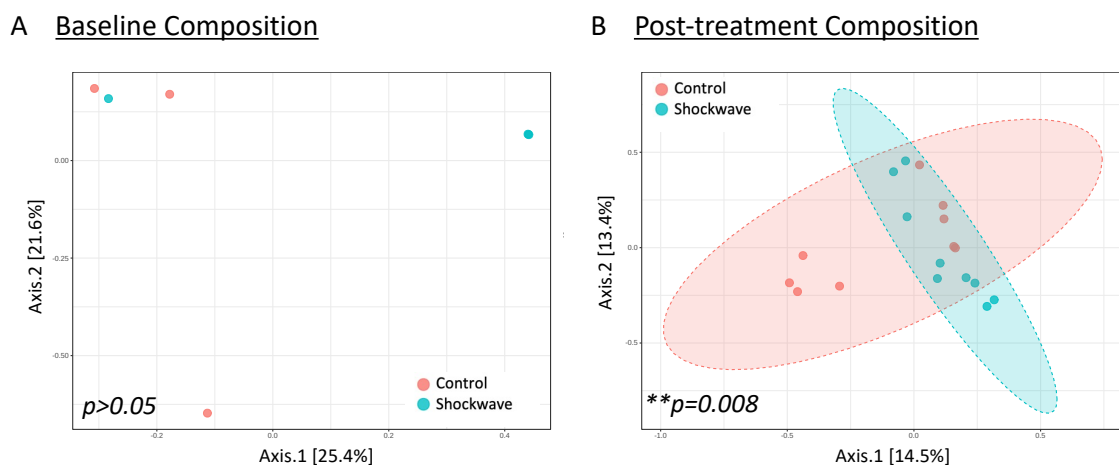 A Baseline Composition
0.00
-0.25
-0.50
Axis.2 [21.6%]
p>0.05
Control
Shockwave
-0.2
0.0
0.2
0.4
Axis.1 [25.4%]
B Post-treatment Composition
Control
Shockwave
0.5
0.0
-0.5
Axis.2 [13.4%]
**p=0.008
-1.0
-0.5
0.0
0.5
Axis.1 [14.5%]